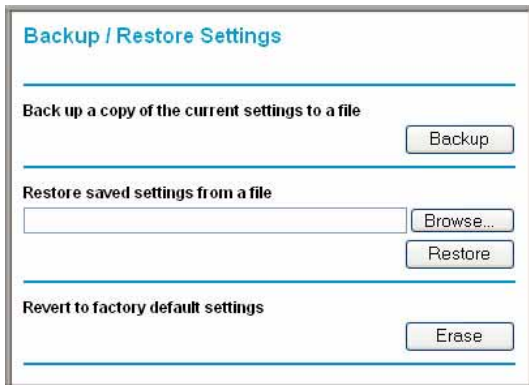 Backup / Restore Settings
Back up a copy of the current settings to a file
Backup
Restore saved settings from a file
Browse...
Restore
Revert to factory default settings
Erase